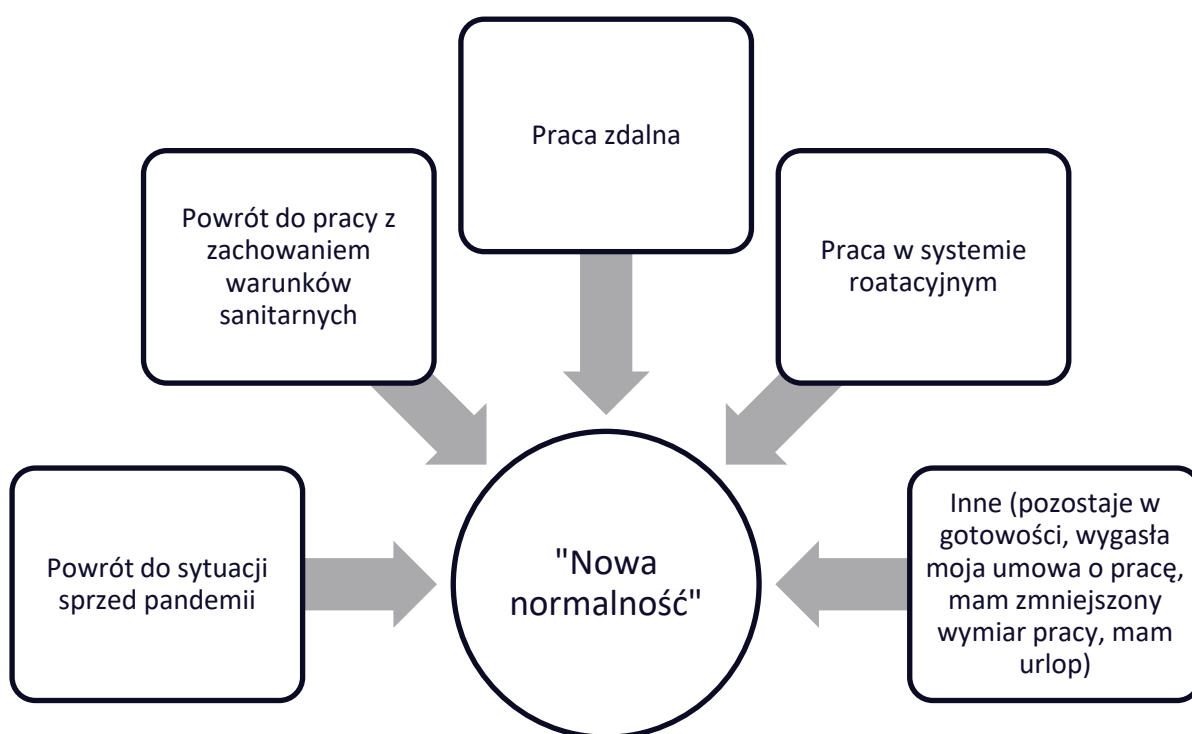 Praca zdalna
Powrót do pracy z
zachowaniem
warunków
sanitarnych
Praca w systemie
roatacyjnym
Powrót do sytuacji
sprzed pandemii
"Nowa
normalność"
Inne (pozostaje w
gotowości, wygasła
moja umowa o pracę,
mam zmniejszony
wymiar pracy, mam
urlop)